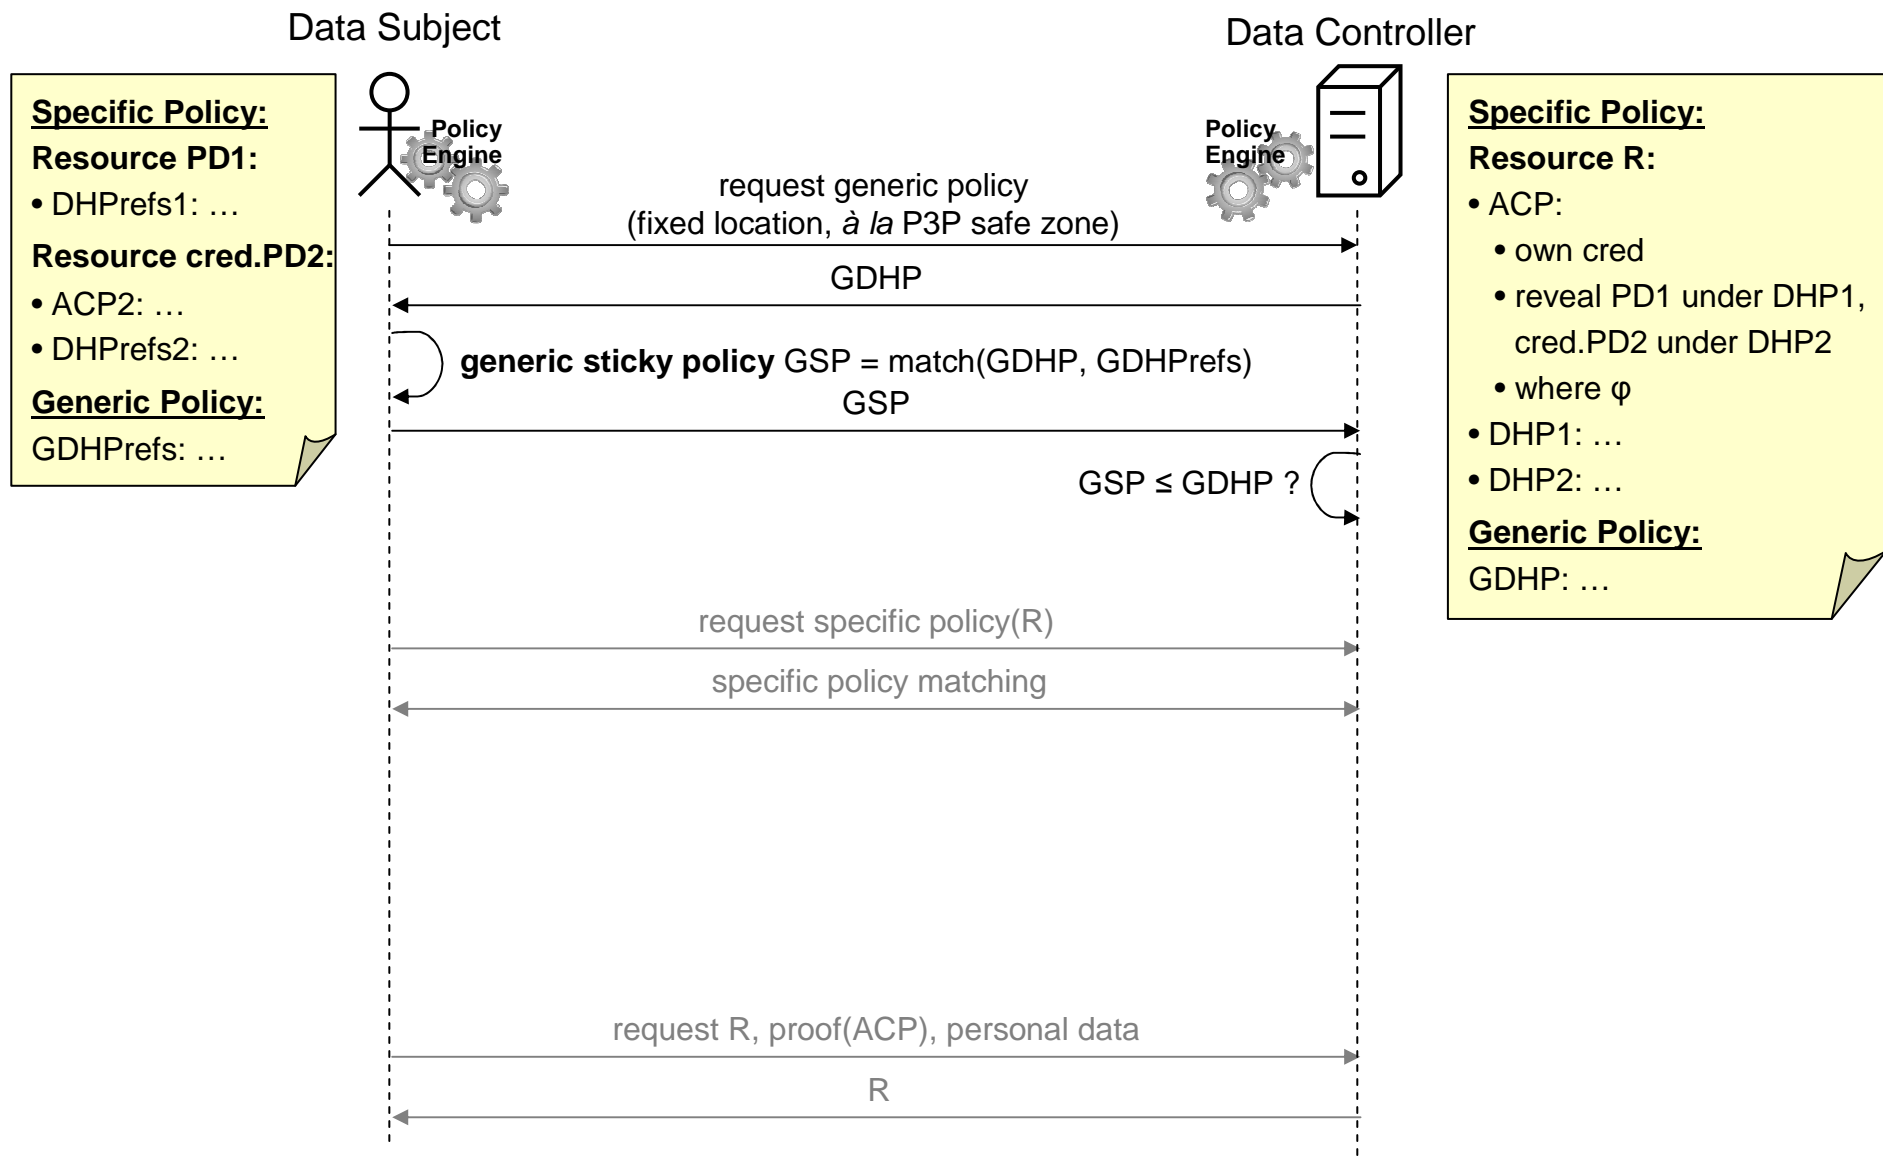 Data Subject
Data Controller
Specific Policy:
Resource PD1:
• DHPrefs1: …
Resource cred.PD2:
• ACP2: …
• DHPrefs2: …
Generic Policy:
GDHPrefs: …
Policy
Engine
Policy
Engine
Specific Policy:
Resource R:
• ACP:
• own cred
• reveal PD1 under DHP1,
cred.PD2 under DHP2
• where φ
• DHP1: …
• DHP2: …
Generic Policy:
GDHP: …
request generic policy
(fixed location, à la P3P safe zone)
GDHP
generic sticky policy GSP = match(GDHP, GDHPrefs)
GSP
GSP ≤ GDHP ?
request specific policy(R)
specific policy matching
request R, proof(ACP), personal data
R